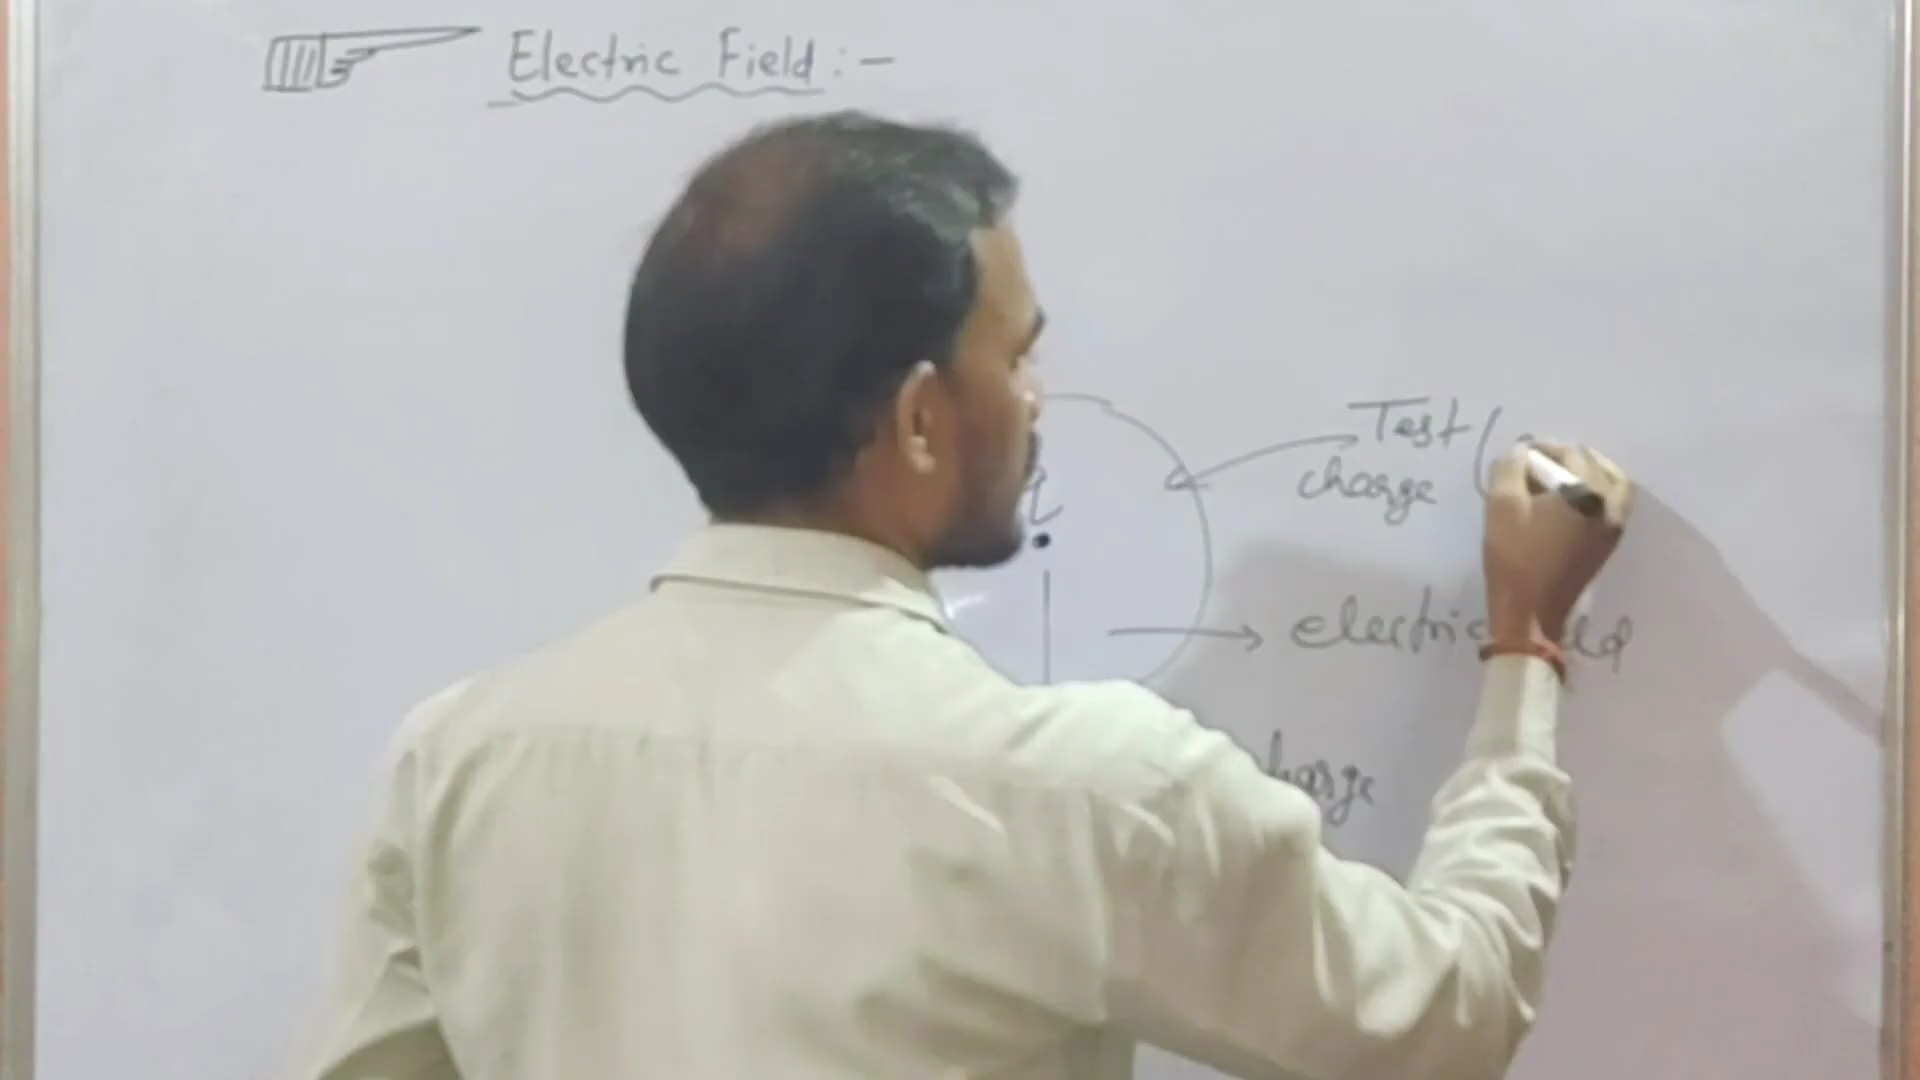 Electric Field :-
q
Test (
charge
electric
charge